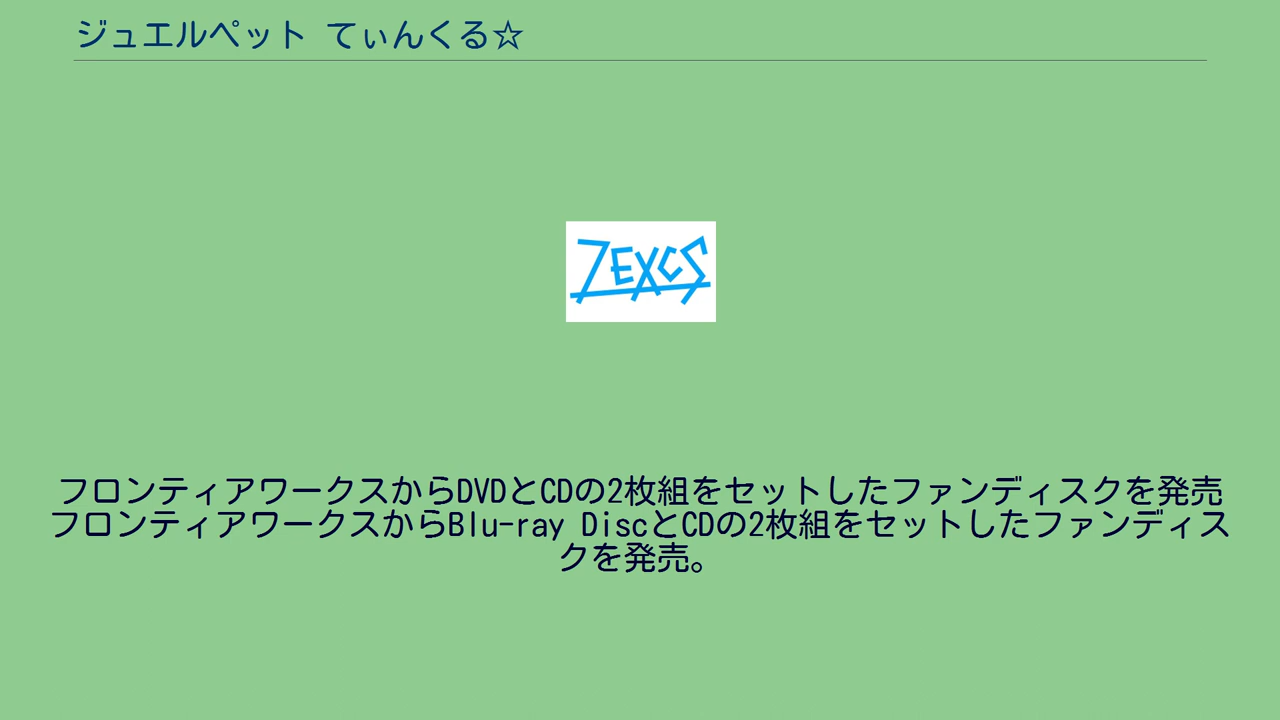 ジュエルペット てぃんくる☆
ZEXCS
フロンティアワークスからDVDとCDの2枚組をセットしたファンディスクを発売
フロンティアワークスからBlu-ray DiscとCDの2枚組をセットしたファンディス
クを発売。